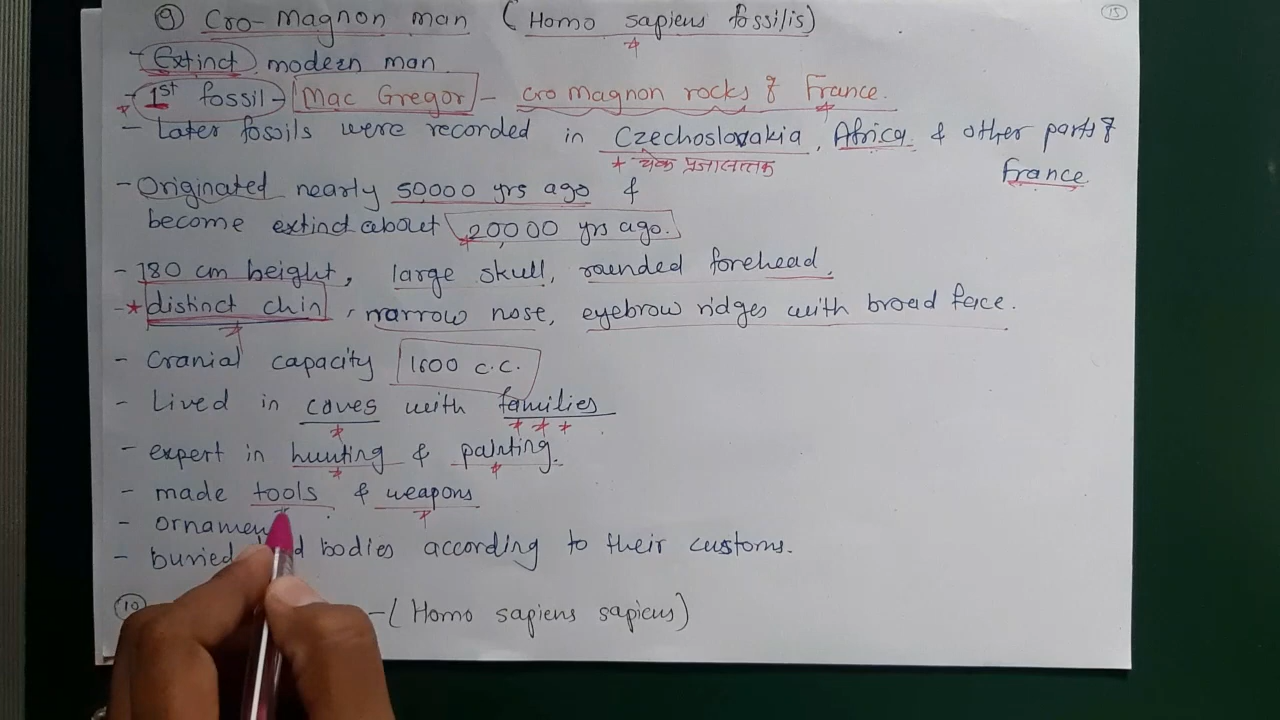 15
9 Cro-Magnon man (Homo sapiens fossilis)
- Extinct modern man
- 1st fossil - Mac Gregor - cro magnon rocks of France.
- Later fossils were recorded in Czechoslovakia, Africa & other parts of
France
- Originated nearly 50000 yrs ago &
become extinct about 20,000 yrs ago.
- 180 cm height, large skull, rounded forehead,
- distinct chin, narrow nose, eyebrow ridges with broad face.
- Cranial capacity 1600 c.c.
- Lived in caves with families
- expert in hunting & painting.
- made tools & weapons
-
- buried bodies according to their customs.
10 - (Homo sapiens sapiens)